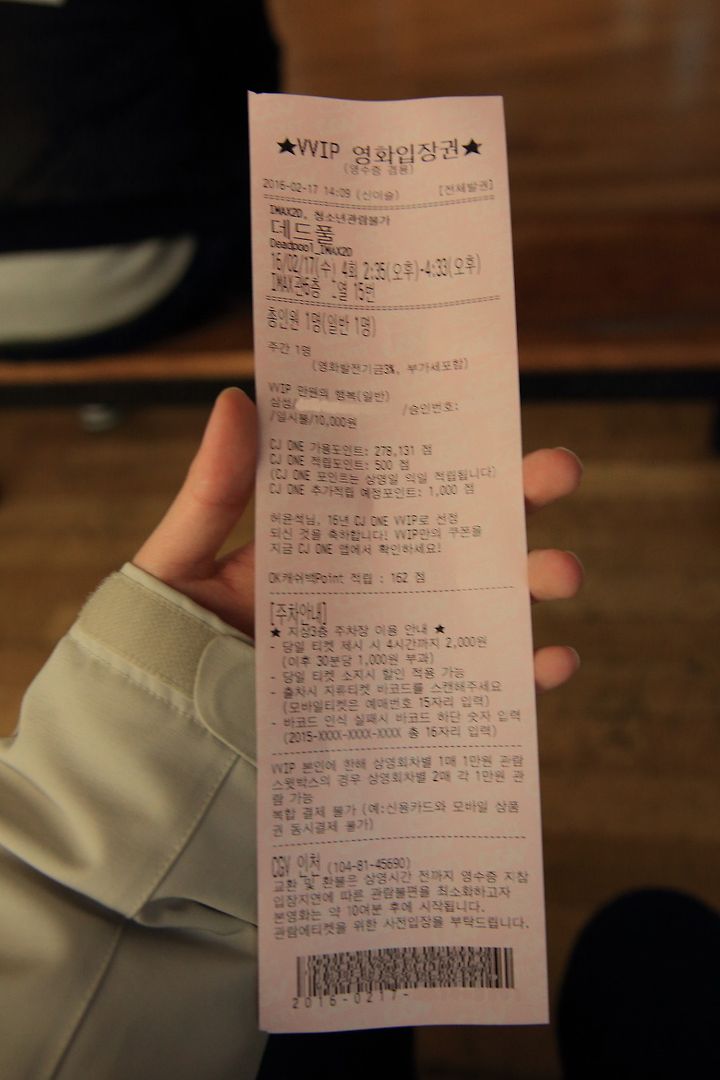 ★VVIP 영화입장권★
(영수증 겸용)
2016-02-17 14:09 (신이슬) [전체발권]
IMAX2D, 청소년관람불가
데드풀
Deadpool_IMAX2D
16/02/17(수) 4회 2:35(오후)-4:33(오후)
IMAX관6층 열 15번
총인원 1명(일반 1명)
주간 1명
(영화발전기금3%, 부가세포함)
VVIP 만원의 행복(일반)
삼성/ /승인번호:
/일시불/10,000원
CJ ONE 가용포인트: 278,131 점
CJ ONE 적립포인트: 500 점
(CJ ONE 포인트는 상영일 익일 적립됩니다)
CJ ONE 추가적립 예정포인트: 1,000 점
허윤석님, 16년 CJ ONE VVIP로 선정
되신 것을 축하합니다! VVIP만의 쿠폰을
지금 CJ ONE 앱에서 확인하세요!
OK캐쉬백Point 적립 : 162 점
[주차안내]
★ 지상3층 주차장 이용 안내 ★
- 당일 티켓 제시 시 4시간까지 2,000원
(이후 30분당 1,000원 부과)
- 당일 티켓 소지시 할인 적용 가능
- 출차시 지류티켓 바코드를 스캔해주세요
(모바일티켓은 예매번호 15자리 입력)
- 바코드 인식 실패시 바코드 하단 숫자 입력
(2015-XXXX-XXXX-XXXX 총 16자리 입력)
VVIP 본인에 한해 상영회차별 1매 1만원 관람
스윗박스의 경우 상영회차별 2매 각 1만원 관
람 가능
복합 결제 불가 (예:신용카드와 모바일 상품
권 동시결제 불가)
CGV 인천 (104-81-45690)
교환 및 환불은 상영시간 전까지 영수증 지참
입장지연에 따른 관람불편을 최소화하고자
본영화는 약 10여분 후에 시작됩니다.
관람에티켓을 위한 사전입장을 부탁드립니다.
2016-0217-